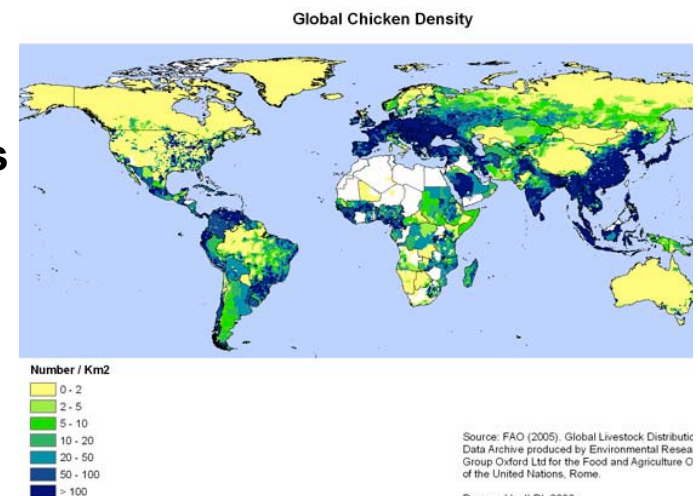 Global Chicken Density
s
Number / Km2
0 - 2
2 - 5
5 - 10
10 - 20
20 - 50
50 - 100
> 100
Source: FAO (2005). Global Livestock Distributio
Data Archive produced by Environmental Resea
Group Oxford Ltd for the Food and Agriculture O
of the United Nations, Rome.